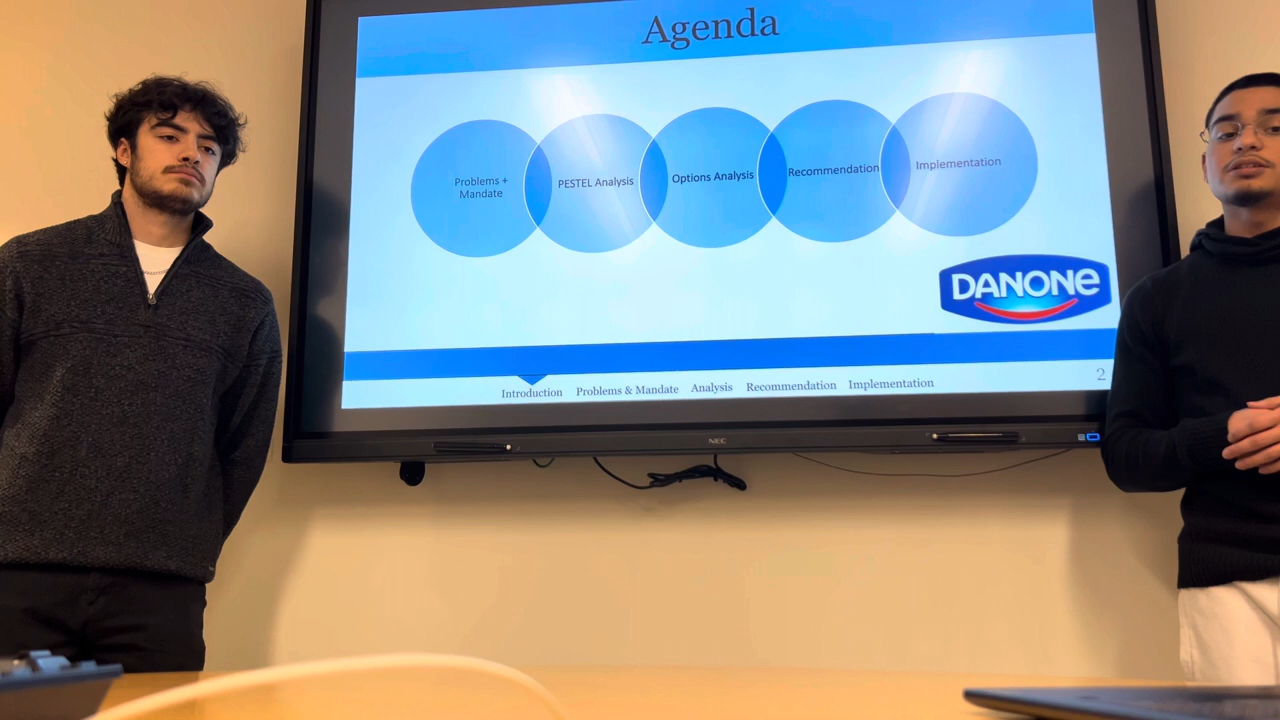 Agenda
Problems +
Mandate
PESTEL Analysis
Options Analysis
Recommendation
Implementation
DANONE
Introduction
Problems & Mandate
Analysis
Recommendation
Implementation
2
NEC